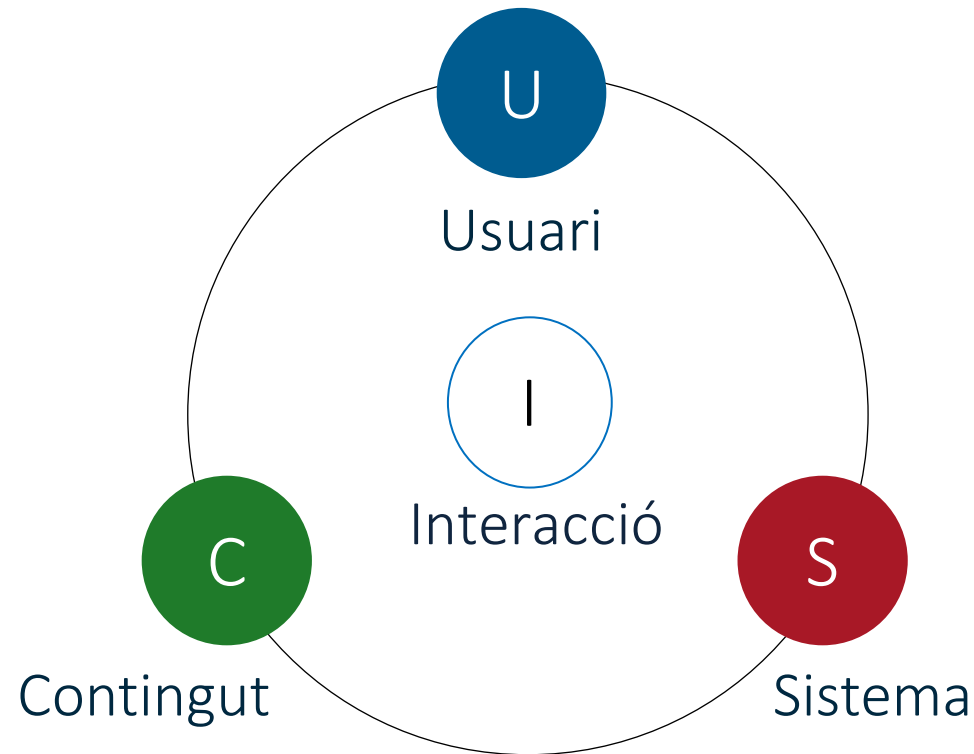 U
Usuari
I
Interacció
C
Contingut
S
Sistema